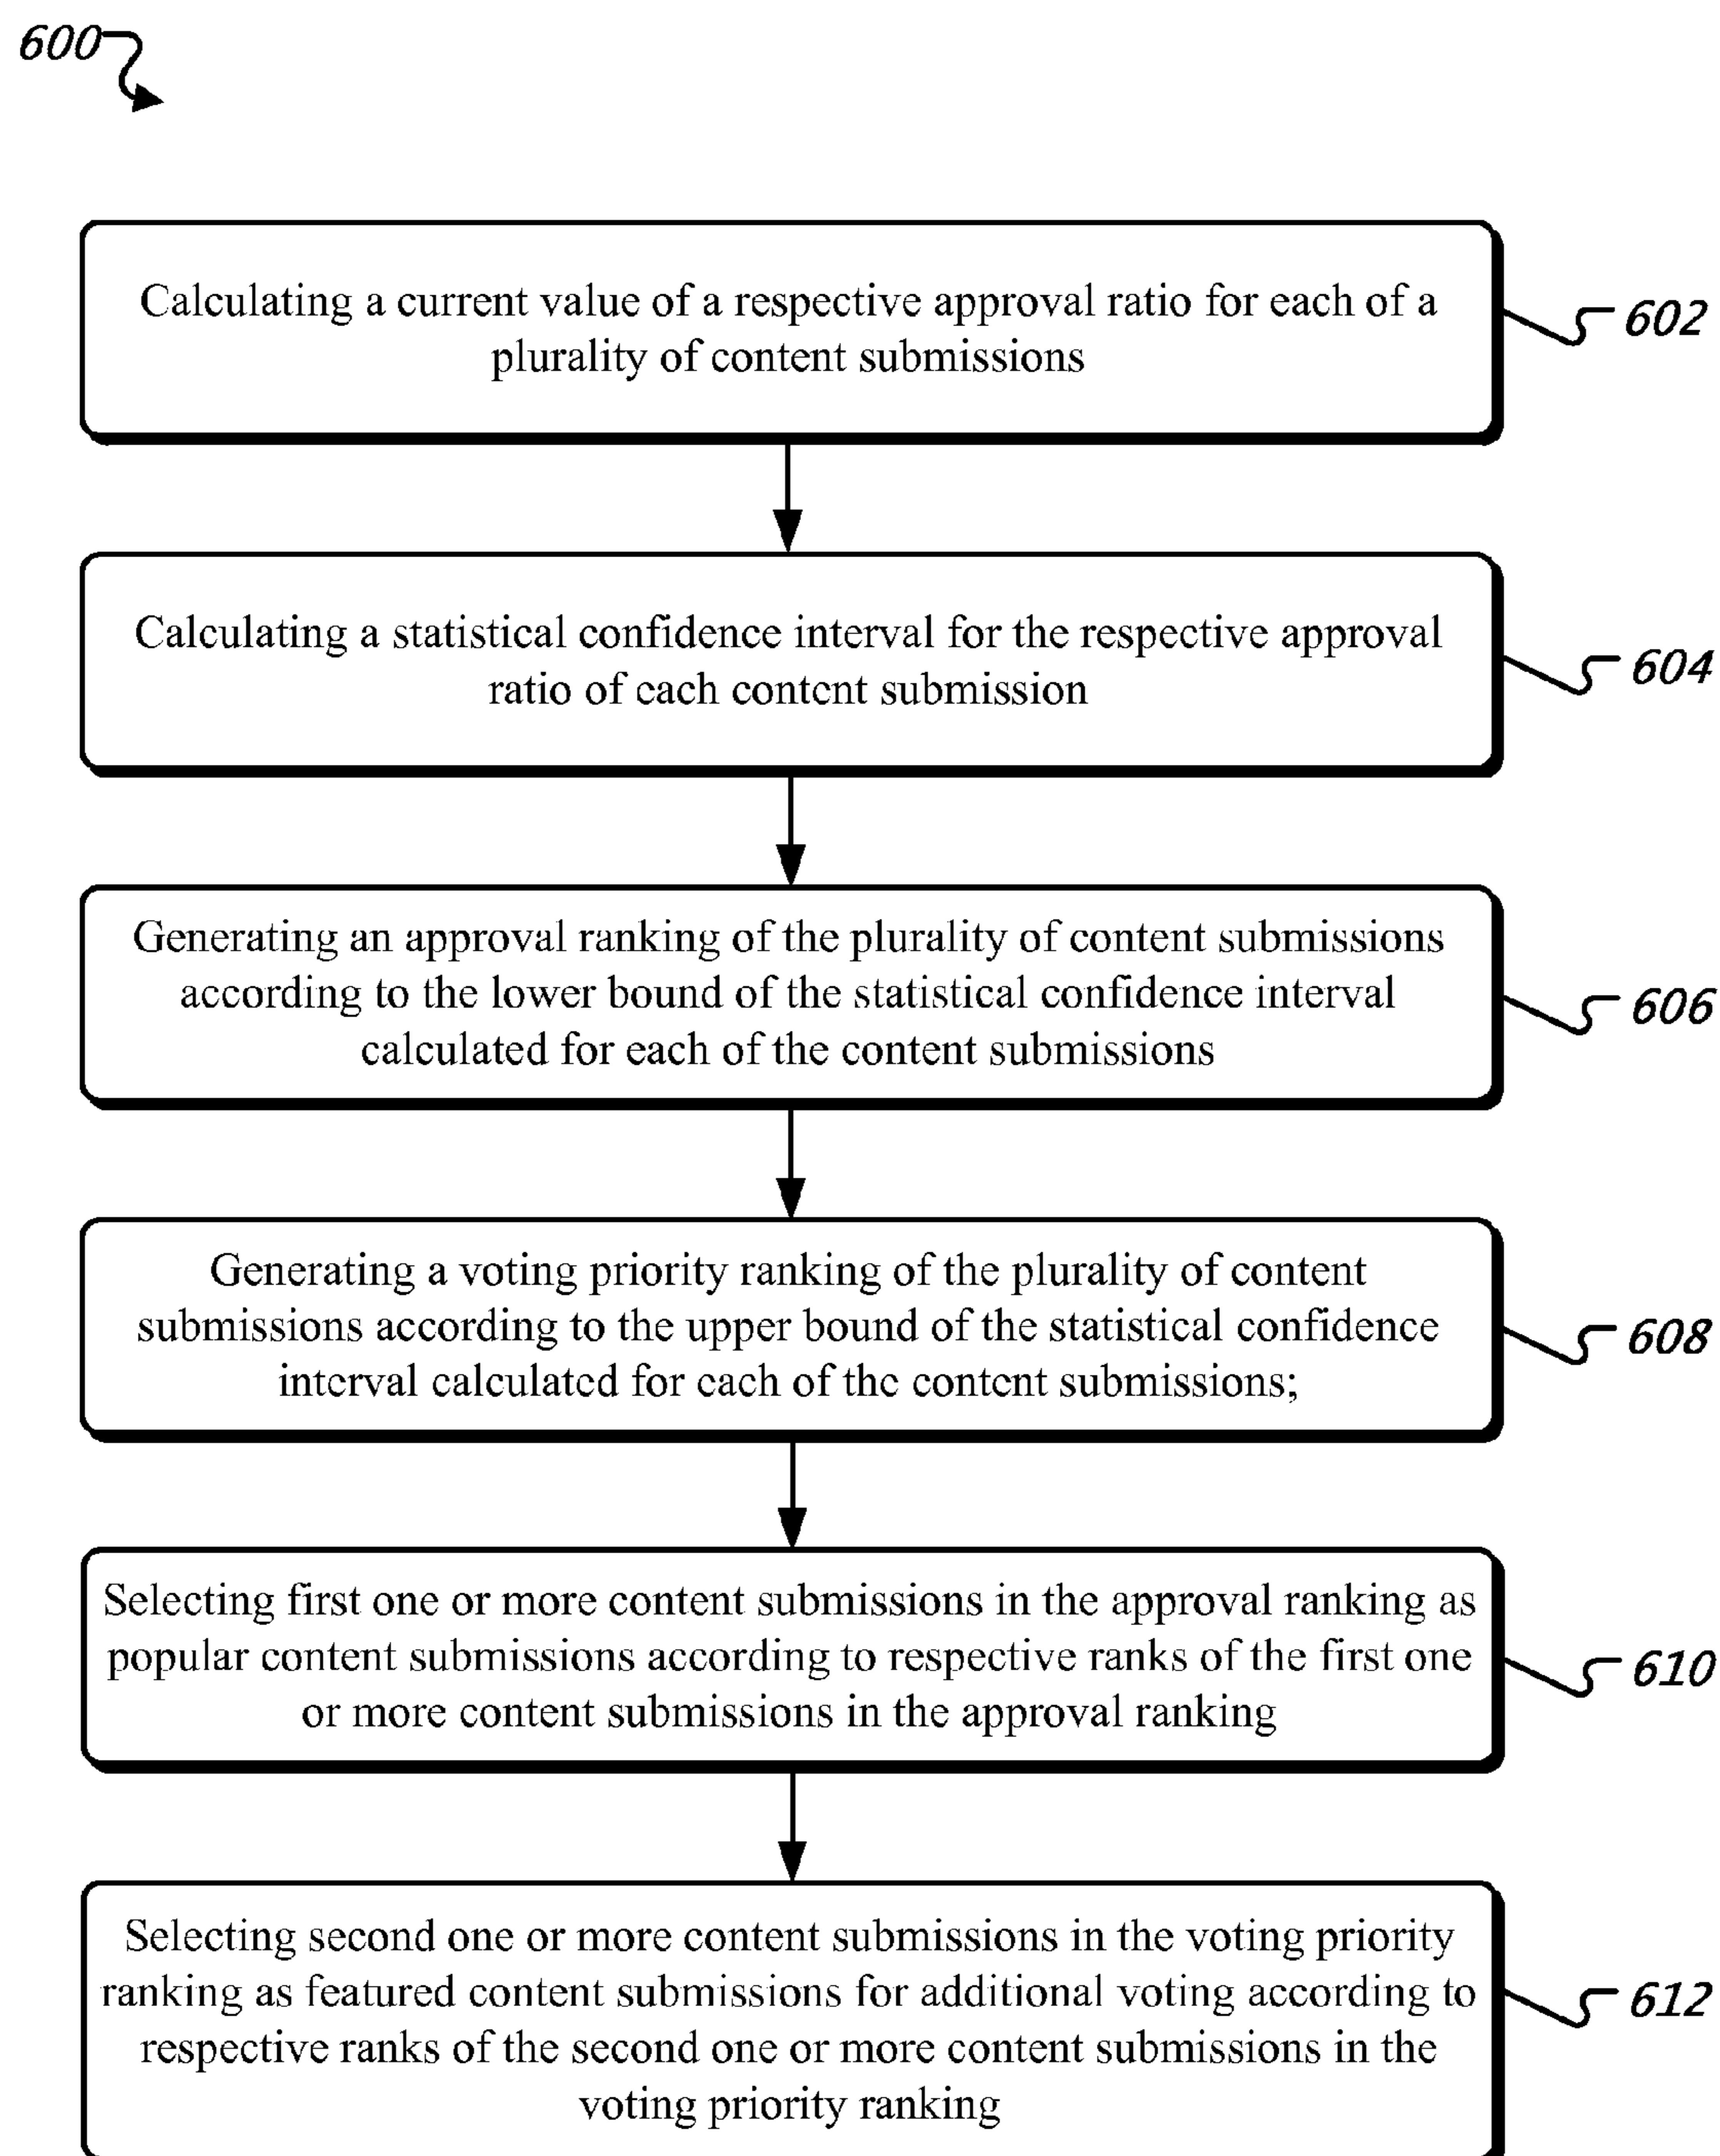 600
Calculating a current value of a respective approval ratio for each of a
plurality of content submissions
602
Calculating a statistical confidence interval for the respective approval
ratio of each content submission
604
Generating an approval ranking of the plurality of content submissions
according to the lower bound of the statistical confidence interval
calculated for each of the content submissions
606
Generating a voting priority ranking of the plurality of content
submissions according to the upper bound of the statistical confidence
interval calculated for each of the content submissions;
608
Selecting first one or more content submissions in the approval ranking as
popular content submissions according to respective ranks of the first one
or more content submissions in the approval ranking
610
Selecting second one or more content submissions in the voting priority
ranking as featured content submissions for additional voting according to
respective ranks of the second one or more content submissions in the
voting priority ranking
612